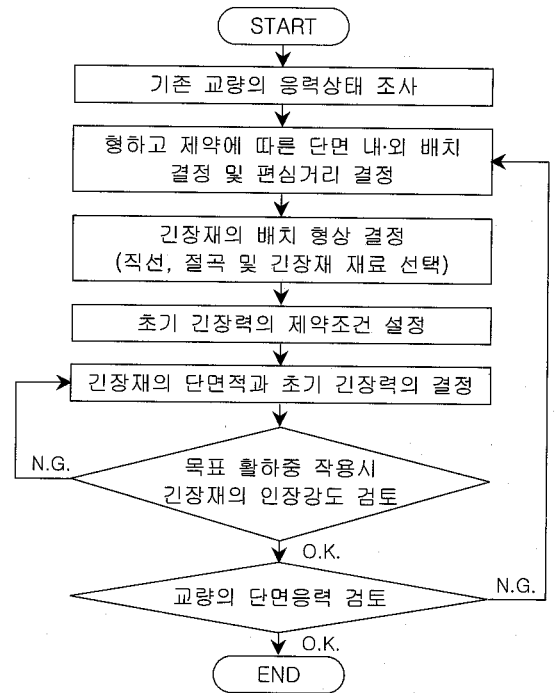 START
기존 교량의 응력상태 조사
형하고 제약에 따른 단면 내·외 배치
결정 및 편심거리 결정
긴장재의 배치 형상 결정
(직선, 절곡 및 긴장재 재료 선택)
초기 긴장력의 제약조건 설정
긴장재의 단면적과 초기 긴장력의 결정
N.G.
목표 활하중 작용시
긴장재의 인장강도 검토
O.K.
N.G.
교량의 단면응력 검토
O.K.
END